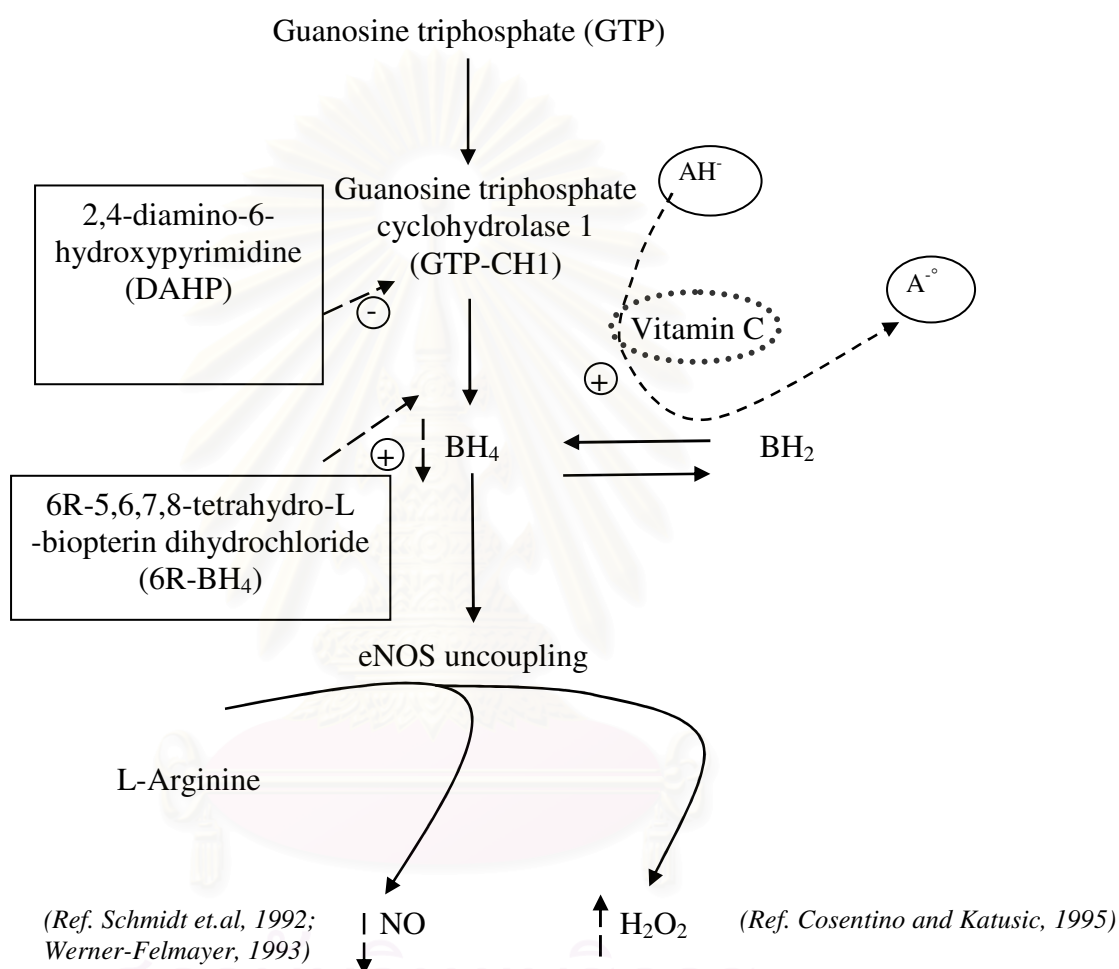 Guanosine triphosphate (GTP)
Guanosine triphosphate
cyclohydrolase 1
(GTP-CH1)
AH⁻
2,4-diamino-6-
hydroxypyrimidine
(DAHP)
-
A⁻°
Vitamin C
+
+
BH₄
BH₂
6R-5,6,7,8-tetrahydro-L
-biopterin dihydrochloride
(6R-BH₄)
eNOS uncoupling
L-Arginine
(Ref. Schmidt et.al, 1992;
Werner-Felmayer, 1993)
NO
H₂O₂
(Ref. Cosentino and Katusic, 1995)